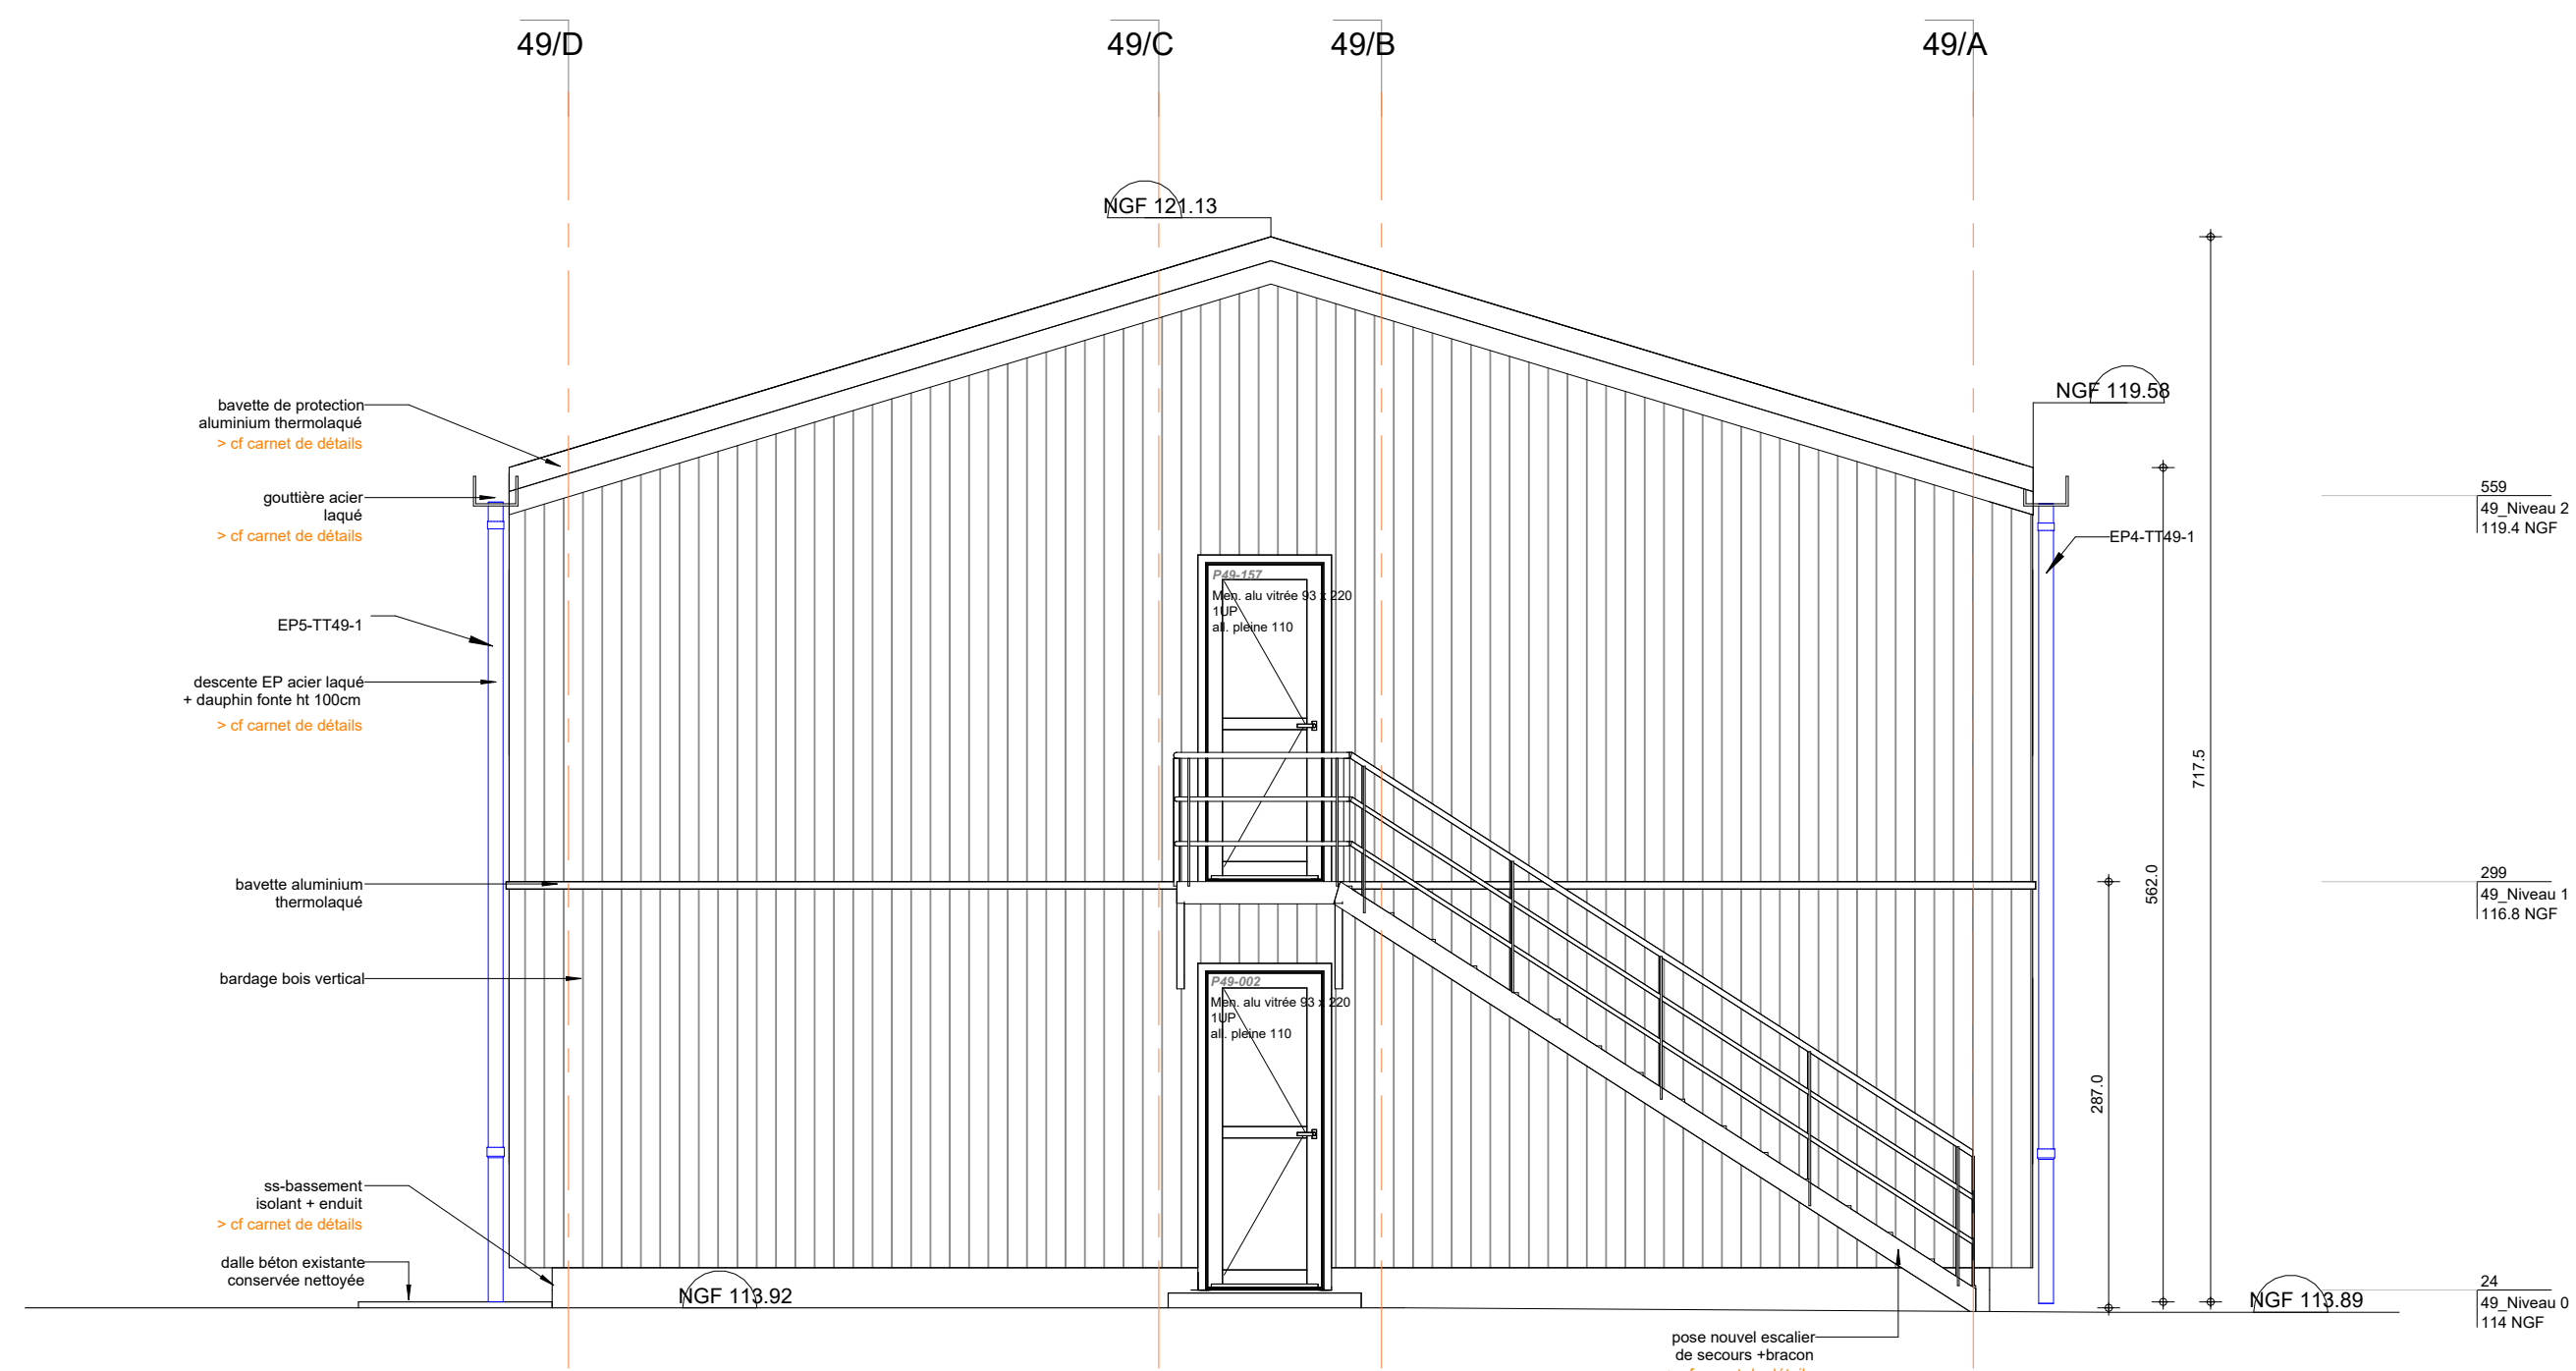 49/D
49/C
49/B
49/A
NGF 121.13
NGF 119.58
bavette de protection
aluminium thermolaqué
> cf carnet de détails
gouttière acier
laqué
> cf carnet de détails
EP5-TT49-1
descente EP acier laqué
+ dauphin fonte ht 100cm
> cf carnet de détails
bavette aluminium
thermolaqué
bardage bois vertical
ss-bassement
isolant + enduit
> cf carnet de détails
dalle béton existante
conservée nettoyée
NGF 113.92
P49-157
Men. alu vitrée 93 x 220
1UP
all. pleine 110
P49-002
Men. alu vitrée 93 x 220
1UP
all. pleine 110
pose nouvel escalier
de secours +bracon
EP4-TT49-1
287.0
562.0
717.5
559
49_Niveau 2
119.4 NGF
299
49_Niveau 1
116.8 NGF
NGF 113.89
24
49_Niveau 0
114 NGF